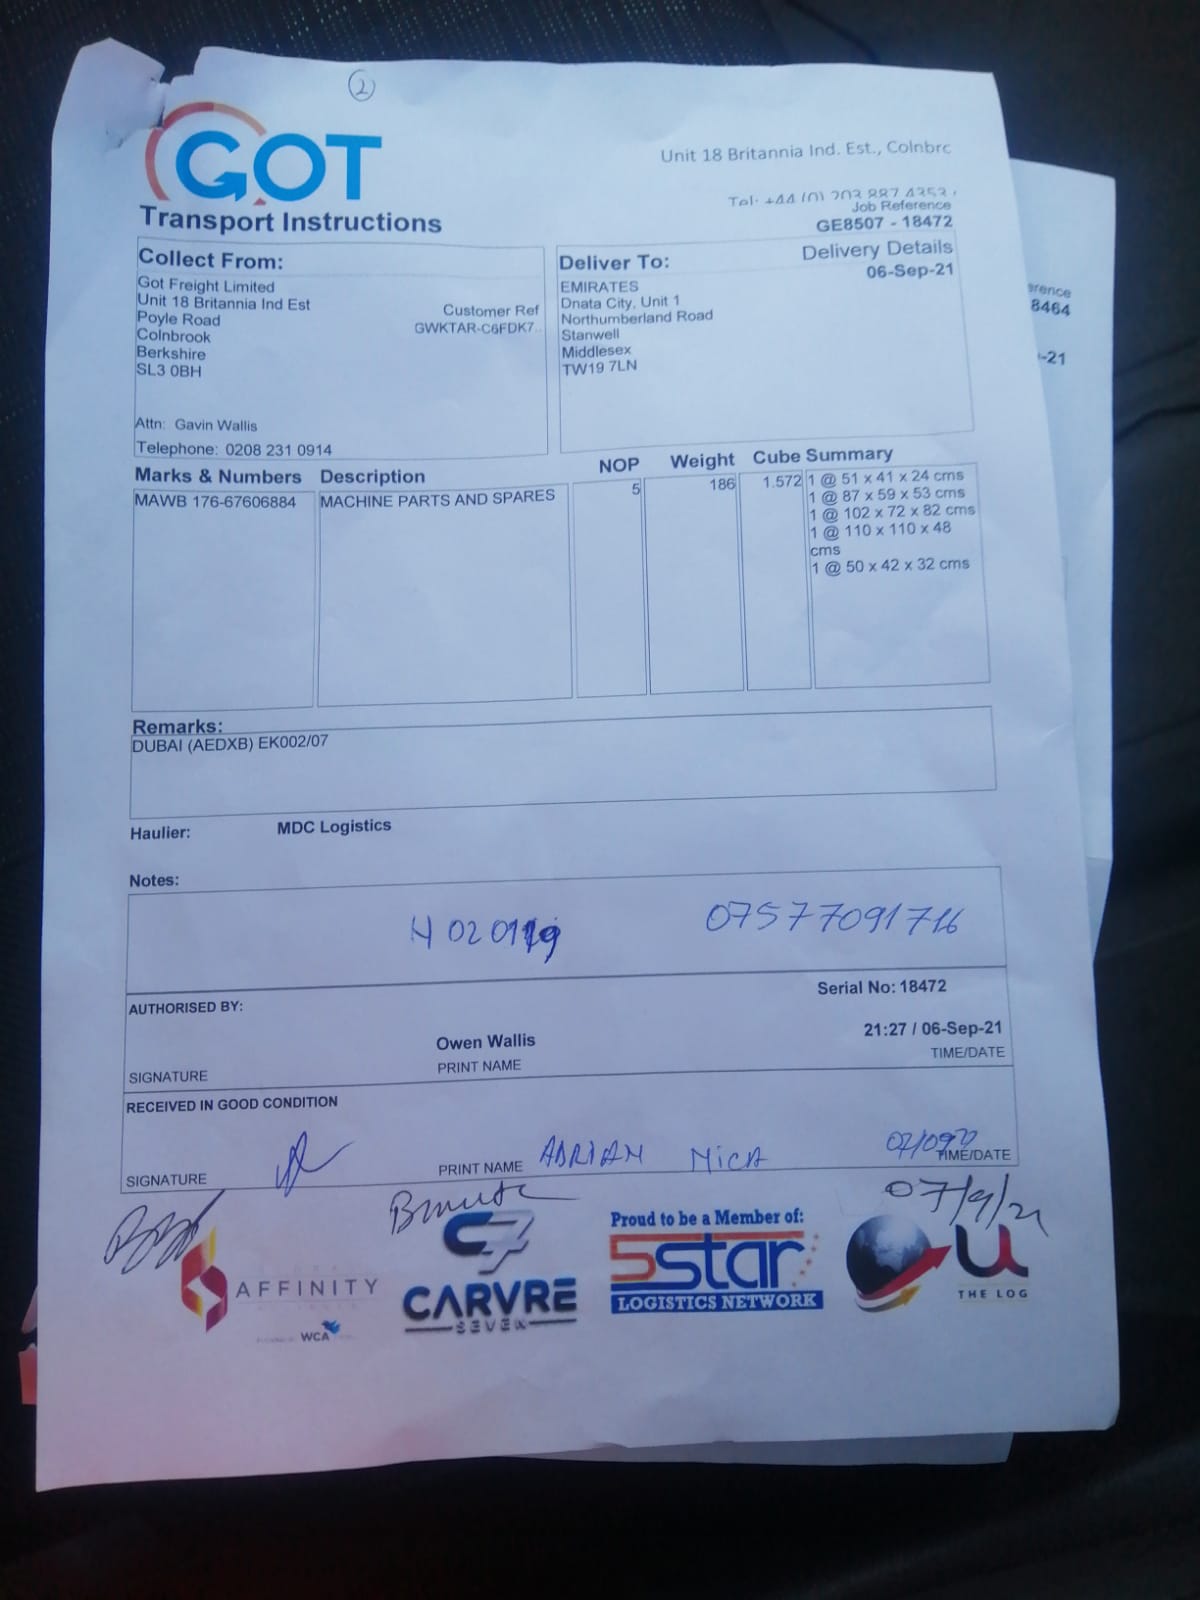 2
GOT
Unit 18 Britannia Ind. Est., Colnbrc
Tel: +44 (0) 203 887 4353
Transport Instructions
Job Reference
GE8507 - 18472
Collect From:
Got Freight Limited
Unit 18 Britannia Ind Est
Poyle Road
Colnbrook
Berkshire
SL3 0BH
Customer Ref
GWKTAR-C6FDK7..
Attn: Gavin Wallis
Telephone: 0208 231 0914
Deliver To:
Delivery Details
06-Sep-21
EMIRATES
Dnata City, Unit 1
Northumberland Road
Stanwell
Middlesex
TW19 7LN
erence
8464
-21
Marks & Numbers Description NOP Weight Cube Summary
MAWB 176-67606884 MACHINE PARTS AND SPARES 5 186 1.572 1 @ 51 x 41 x 24 cms
1 @ 87 x 59 x 53 cms
1 @ 102 x 72 x 82 cms
1 @ 110 x 110 x 48
cms
1 @ 50 x 42 x 32 cms
Remarks:
DUBAI (AEDXB) EK002/07
Haulier: MDC Logistics
Notes:
07577091716
AUTHORISED BY:
Serial No: 18472
Owen Wallis
21:27 / 06-Sep-21
SIGNATURE PRINT NAME TIME/DATE
RECEIVED IN GOOD CONDITION
SIGNATURE PRINT NAME ADRIAN MICA TIME/DATE
07/9/21
AFFINITY
WCA
CARVRE
SEVEN
Proud to be a Member of:
5star
LOGISTICS NETWORK
U
THE LOG